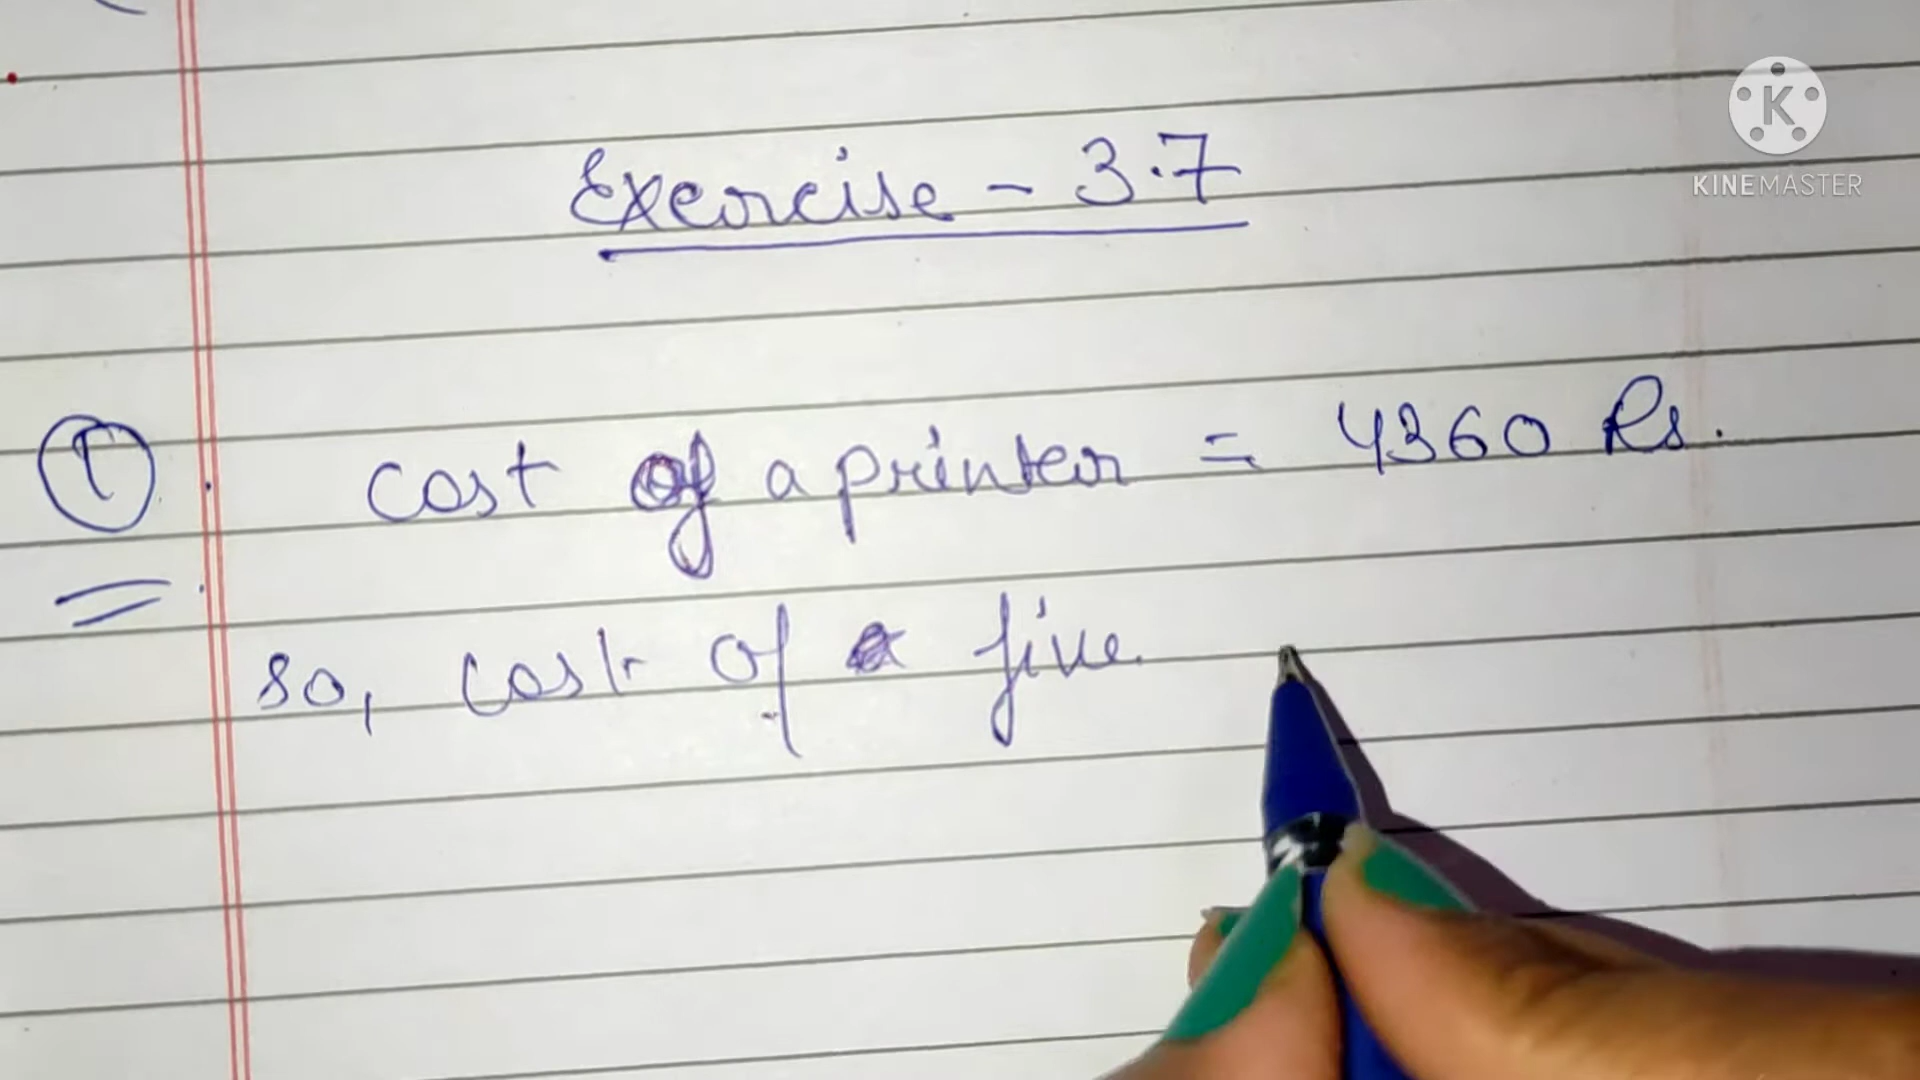 Exercise - 3.7
K
KINEMASTER
① cost of a printer = 4360 Rs.
so, cost of five